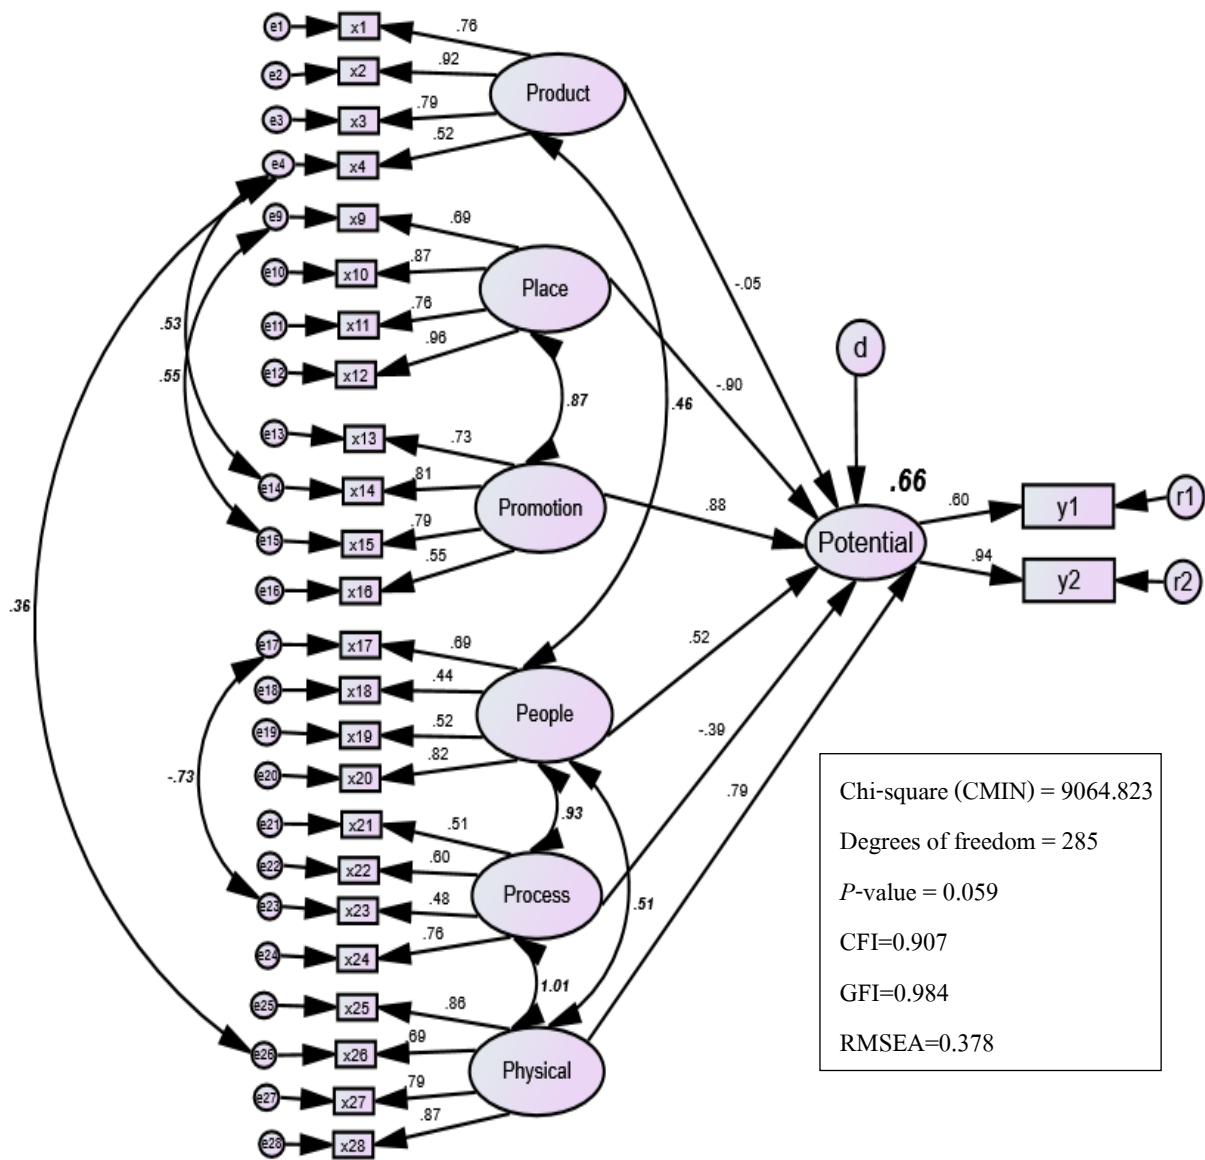 e1 x1 .76
e2 x2 .92
Product
e3 x3 .79
e4 x4 .52
e9 x9 .69
e10 x10 .87
Place
e11 x11 .76
e12 x12 .96
-.05
d
.53
.55
-.90
.87
.46
e13 x13 .73
e14 x14 .81
Promotion
e15 x15 .79
e16 x16 .55
.88
.66
Potential
.60 y1 r1
.94 y2 r2
.36
e17 x17 .69
e18 x18 .44
People
e19 x19 .52
e20 x20 .82
.52
-.73
.93
-.39
.79
e21 x21 .51
e22 x22 .60
Process
e23 x23 .48
e24 x24 .76
.51
1.01
e25 x25 .86
e26 x26 .69
Physical
e27 x27 .79
e28 x28 .87
Chi-square (CMIN) = 9064.823
Degrees of freedom = 285
P-value = 0.059
CFI=0.907
GFI=0.984
RMSEA=0.378